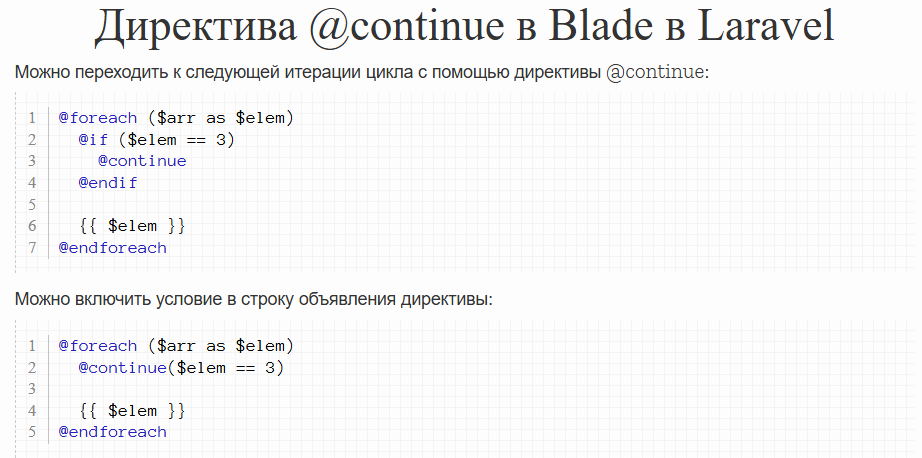 Директива @continue в Blade в Laravel
Можно переходить к следующей итерации цикла с помощью директивы @continue:
1 @foreach ($arr as $elem)
2   @if ($elem == 3)
3     @continue
4   @endif
5
6   {{ $elem }}
7 @endforeach
Можно включить условие в строку объявления директивы:
1 @foreach ($arr as $elem)
2   @continue($elem == 3)
3
4   {{ $elem }}
5 @endforeach